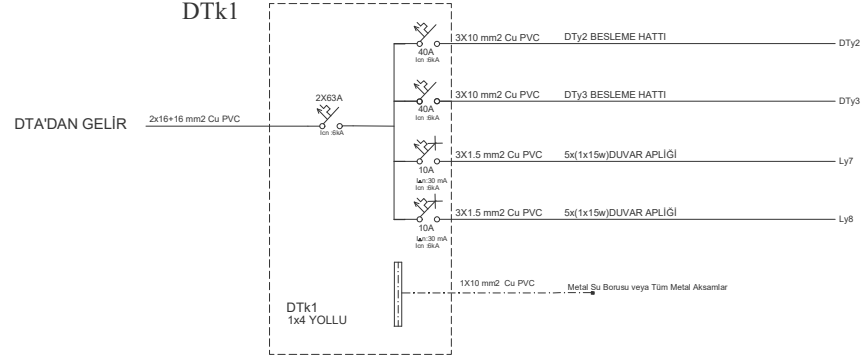 DTk1
3X10 mm2 Cu PVC DTy2 BESLEME HATTI DTy2
40A
Icn :6kA
2X63A
3X10 mm2 Cu PVC DTy3 BESLEME HATTI DTy3
40A
Icn :6kA
DTA'DAN GELİR 2x16+16 mm2 Cu PVC
Icn :6kA
3X1.5 mm2 Cu PVC 5x(1x15w)DUVAR APLİĞİ Ly7
10A
I▲n:30 mA
Icn :6kA
3X1.5 mm2 Cu PVC 5x(1x15w)DUVAR APLİĞİ Ly8
10A
I▲n:30 mA
Icn :6kA
1X10 mm2 Cu PVC Metal Su Borusu veya Tüm Metal Aksamlar
DTk1
1x4 YOLLU